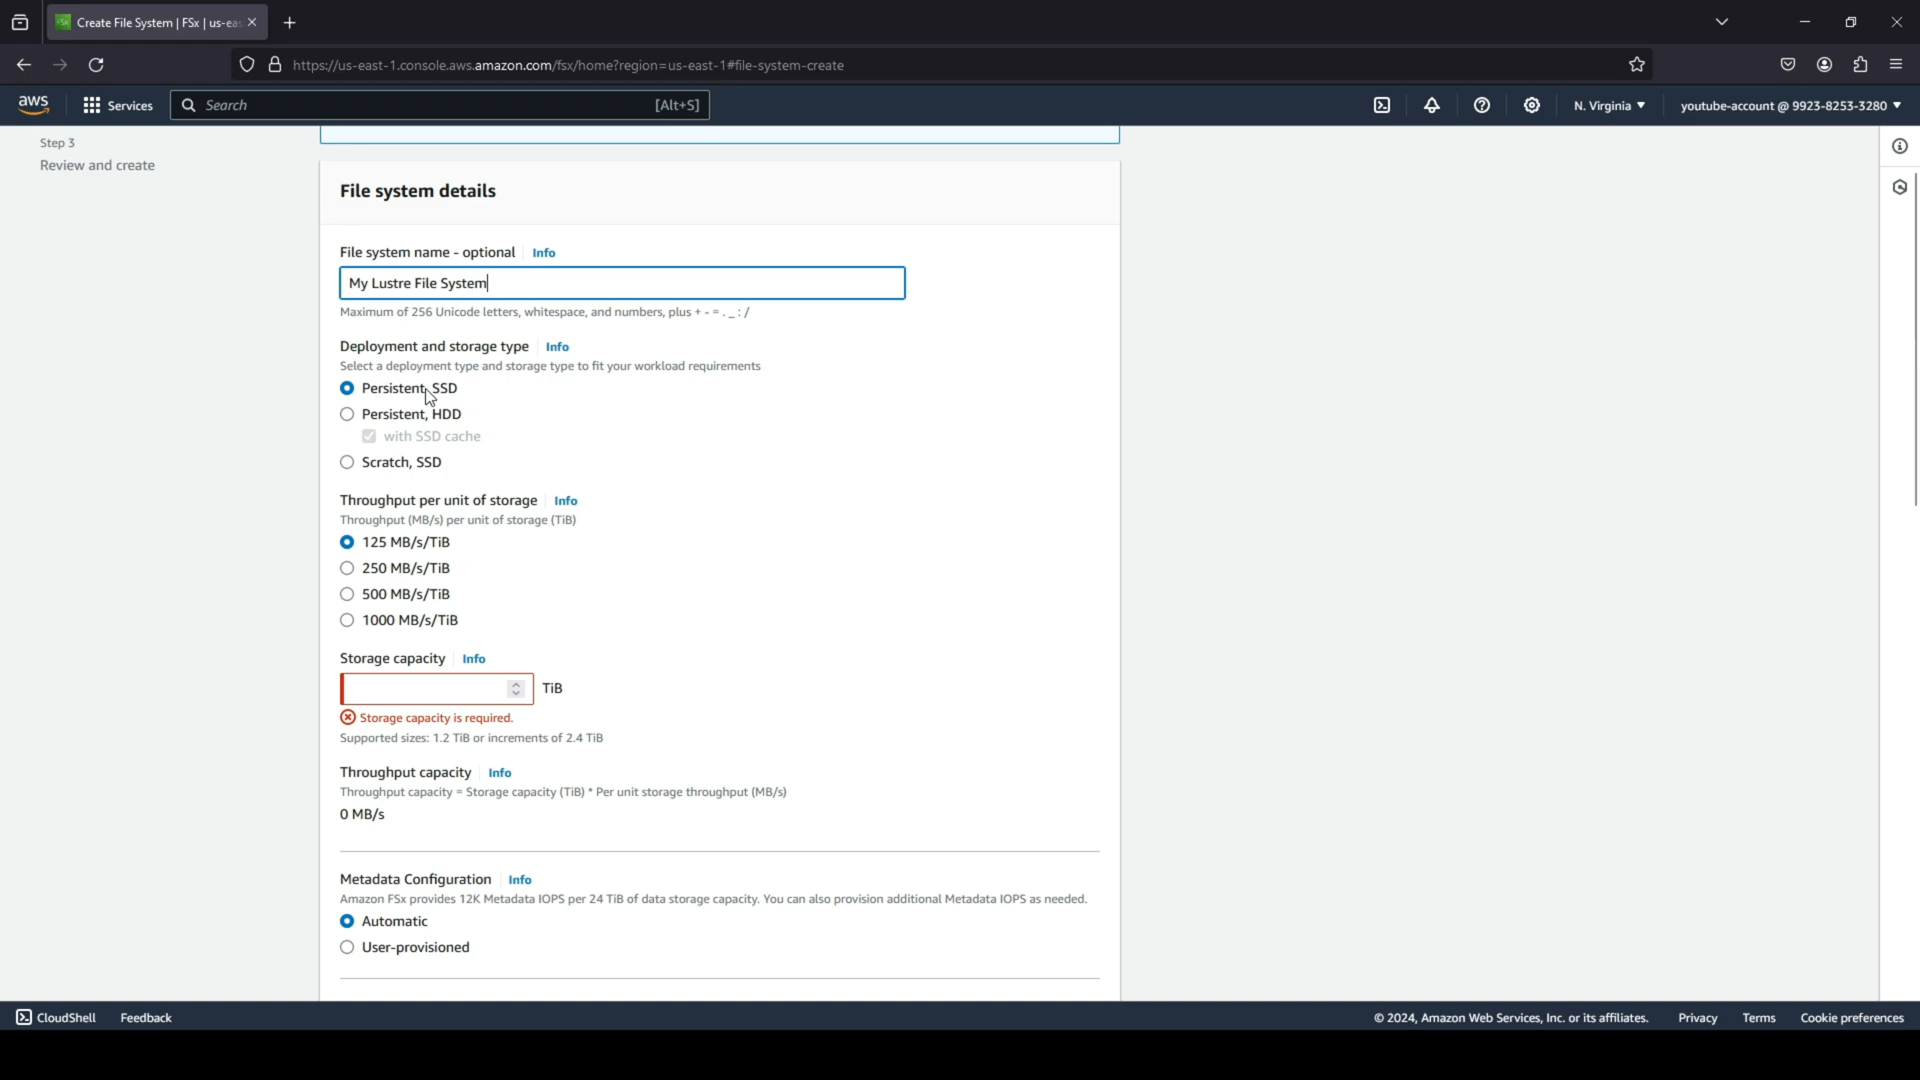 Create File System | FSx | us-eas
https://us-east-1.console.aws.amazon.com/fsx/home?region=us-east-1#file-system-create
aws
Services
Search
[Alt+S]
N. Virginia
youtube-account @ 9923-8253-3280
Step 3
Review and create
File system details
File system name - optional Info
My Lustre File System
Maximum of 256 Unicode letters, whitespace, and numbers, plus + - = . _ : /
Deployment and storage type Info
Select a deployment type and storage type to fit your workload requirements
Persistent, SSD
Persistent, HDD
with SSD cache
Scratch, SSD
Throughput per unit of storage Info
Throughput (MB/s) per unit of storage (TiB)
125 MB/s/TiB
250 MB/s/TiB
500 MB/s/TiB
1000 MB/s/TiB
Storage capacity Info
TiB
Storage capacity is required.
Supported sizes: 1.2 TiB or increments of 2.4 TiB
Throughput capacity Info
Throughput capacity = Storage capacity (TiB) * Per unit storage throughput (MB/s)
0 MB/s
Metadata Configuration Info
Amazon FSx provides 12K Metadata IOPS per 24 TiB of data storage capacity. You can also provision additional Metadata IOPS as needed.
Automatic
User-provisioned
CloudShell
Feedback
© 2024, Amazon Web Services, Inc. or its affiliates.
Privacy
Terms
Cookie preferences